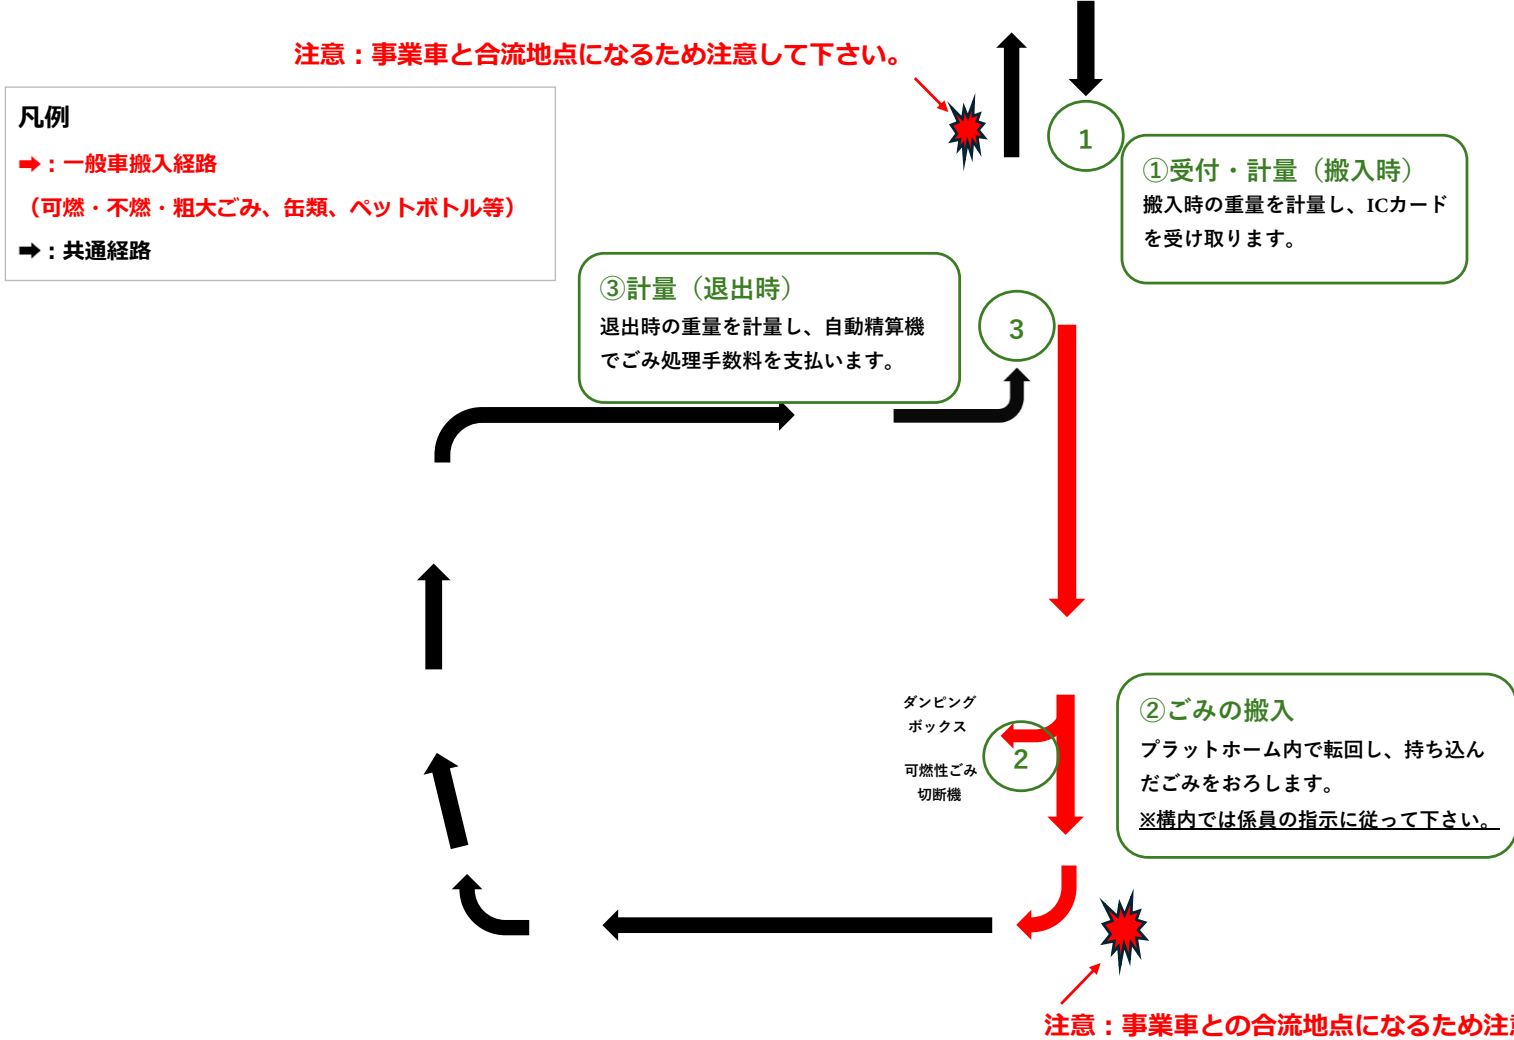 注意：事業車と合流地点になるため注意して下さい。
凡例
➡：一般車搬入経路
（可燃・不燃・粗大ごみ、缶類、ペットボトル等）
➡：共通経路
1
①受付・計量（搬入時）
搬入時の重量を計量し、ICカード
を受け取ります。
③計量（退出時）
退出時の重量を計量し、自動精算機
でごみ処理手数料を支払います。
3
ダンピング
ボックス
可燃性ごみ
切断機
2
②ごみの搬入
プラットホーム内で転回し、持ち込ん
だごみをおろします。
※構内では係員の指示に従って下さい。
注意：事業車との合流地点になるため注